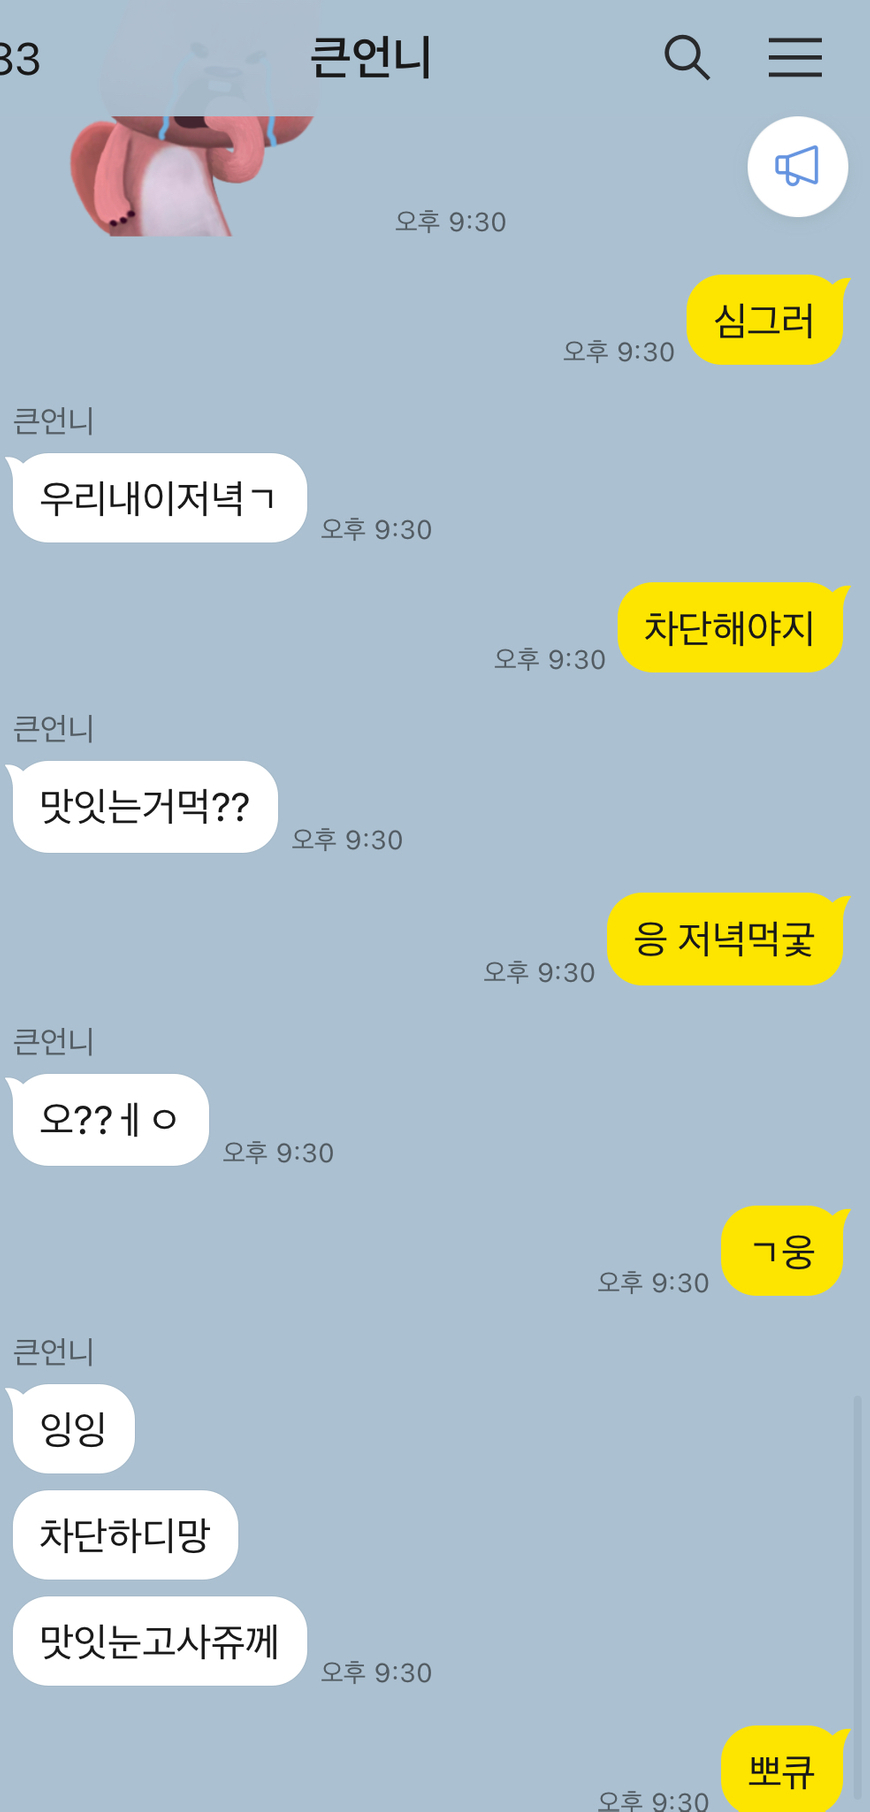 33
큰언니
오후 9:30
심그러
오후 9:30
큰언니
우리내이저녁ㄱ
오후 9:30
차단해야지
오후 9:30
큰언니
맛잇는거먹??
오후 9:30
응 저녁먹궃
오후 9:30
큰언니
오??ㅔㅇ
오후 9:30
ㄱ웅
오후 9:30
큰언니
잉잉
차단하디망
맛잇눈고사쥬께
오후 9:30
뽀큐
오후 9:30